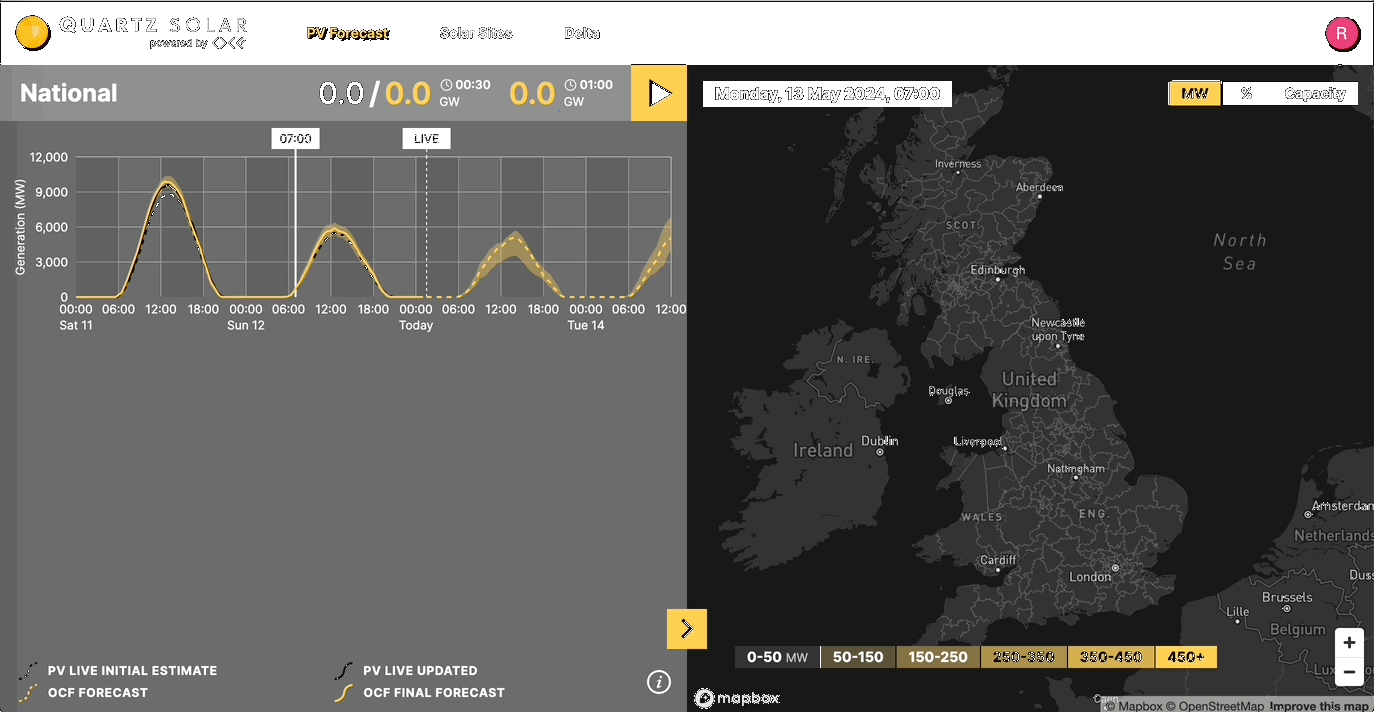 QUARTZ SOLAR
powered by
PV Forecast
Solar Sites
Delta
R
National
0.0 / 0.0 00:30 GW
0.0 01:00 GW
Monday, 13 May 2024, 07:00
MW % Capacity
07:00 LIVE
Generation (MW)
12,000
9,000
6,000
3,000
0
00:00 06:00 12:00 18:00 00:00 06:00 12:00 18:00 00:00 06:00 12:00 18:00 00:00 06:00 12:00
Sat 11 Sun 12 Today Tue 14
PV LIVE INITIAL ESTIMATE
PV LIVE UPDATED
OCF FORECAST
OCF FINAL FORECAST
i
Inverness
Aberdeen
SCOT.
North
Sea
Edinburgh
Newcastle
upon Tyne
N. IRE.
United
Kingdom
Douglas
Ireland
Dublin
Liverpool
Nottingham
WALES
ENG.
Amsterdam
Netherlands
Cardiff
London
Duss
Brussels
Lille
Belgium
Lux
Caen
0-50 MW 50-150 150-250 250-350 350-450 450+
+
−
mapbox
© Mapbox © OpenStreetMap Improve this map